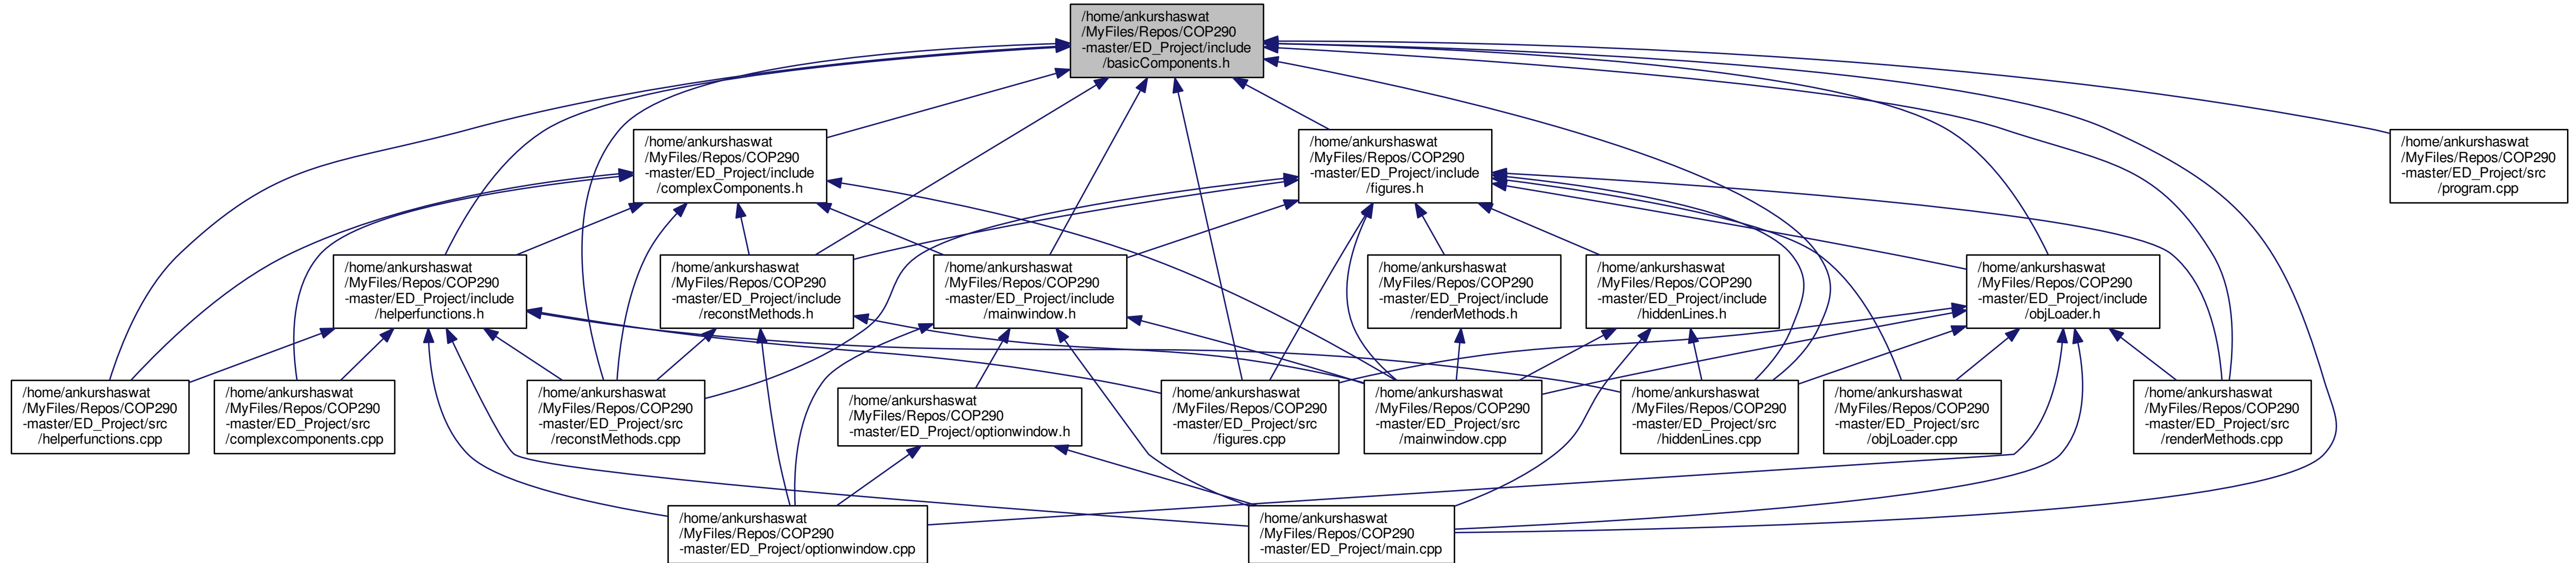 /home/ankurshaswat
/MyFiles/Repos/COP290
-master/ED_Project/include
/basicComponents.h
/home/ankurshaswat
/MyFiles/Repos/COP290
-master/ED_Project/include
/complexComponents.h
/home/ankurshaswat
/MyFiles/Repos/COP290
-master/ED_Project/include
/figures.h
/home/ankurshaswat
/MyFiles/Repos/COP290
-master/ED_Project/src
/program.cpp
/home/ankurshaswat
/MyFiles/Repos/COP290
-master/ED_Project/include
/helperfunctions.h
/home/ankurshaswat
/MyFiles/Repos/COP290
-master/ED_Project/include
/reconstMethods.h
/home/ankurshaswat
/MyFiles/Repos/COP290
-master/ED_Project/include
/mainwindow.h
/home/ankurshaswat
/MyFiles/Repos/COP290
-master/ED_Project/include
/renderMethods.h
/home/ankurshaswat
/MyFiles/Repos/COP290
-master/ED_Project/include
/hiddenLines.h
/home/ankurshaswat
/MyFiles/Repos/COP290
-master/ED_Project/include
/objLoader.h
/home/ankurshaswat
/MyFiles/Repos/COP290
-master/ED_Project/src
/helperfunctions.cpp
/home/ankurshaswat
/MyFiles/Repos/COP290
-master/ED_Project/src
/complexcomponents.cpp
/home/ankurshaswat
/MyFiles/Repos/COP290
-master/ED_Project/src
/reconstMethods.cpp
/home/ankurshaswat
/MyFiles/Repos/COP290
-master/ED_Project/optionwindow.h
/home/ankurshaswat
/MyFiles/Repos/COP290
-master/ED_Project/src
/figures.cpp
/home/ankurshaswat
/MyFiles/Repos/COP290
-master/ED_Project/src
/mainwindow.cpp
/home/ankurshaswat
/MyFiles/Repos/COP290
-master/ED_Project/src
/hiddenLines.cpp
/home/ankurshaswat
/MyFiles/Repos/COP290
-master/ED_Project/src
/objLoader.cpp
/home/ankurshaswat
/MyFiles/Repos/COP290
-master/ED_Project/src
/renderMethods.cpp
/home/ankurshaswat
/MyFiles/Repos/COP290
-master/ED_Project/optionwindow.cpp
/home/ankurshaswat
/MyFiles/Repos/COP290
-master/ED_Project/main.cpp